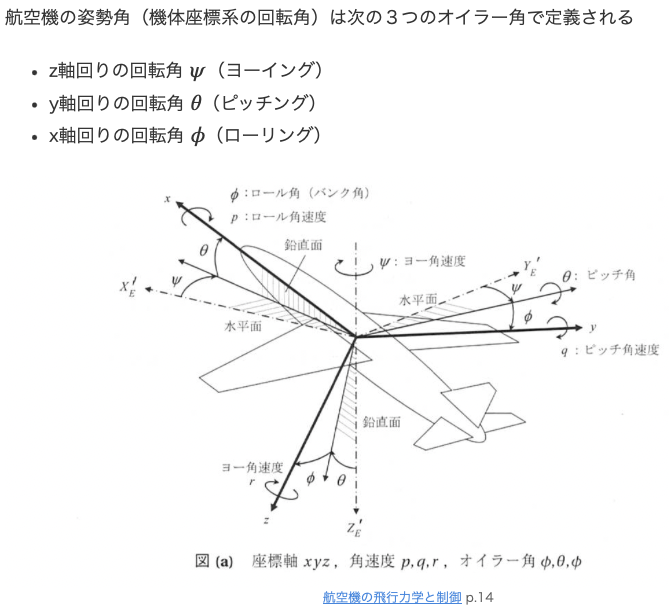 航空機の姿勢角（機体座標系の回転角）は次の３つのオイラー角で定義される
• z軸回りの回転角 ψ（ヨーイング）
• y軸回りの回転角 θ（ピッチング）
• x軸回りの回転角 ϕ（ローリング）
x
ϕ：ロール角（バンク角）
p：ロール角速度
鉛直面
θ
ψ：ヨー角速度
Y_E′
θ：ピッチ角
ψ
X_E′
ψ
水平面
水平面
ϕ
y
q：ピッチ角速度
鉛直面
ヨー角速度
r
ϕ
θ
z
Z_E′
図 (a) 座標軸 xyz，角速度 p,q,r，オイラー角 ϕ,θ,ϕ
航空機の飛行力学と制御 p.14